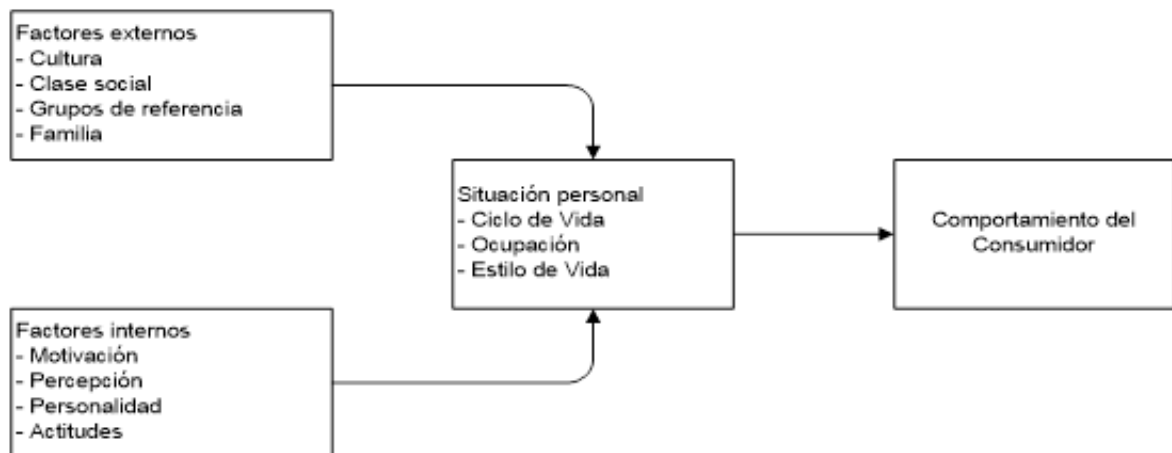 Factores externos
- Cultura
- Clase social
- Grupos de referencia
- Familia
Situación personal
- Ciclo de Vida
- Ocupación
- Estilo de Vida
Comportamiento del
Consumidor
Factores internos
- Motivación
- Percepción
- Personalidad
- Actitudes